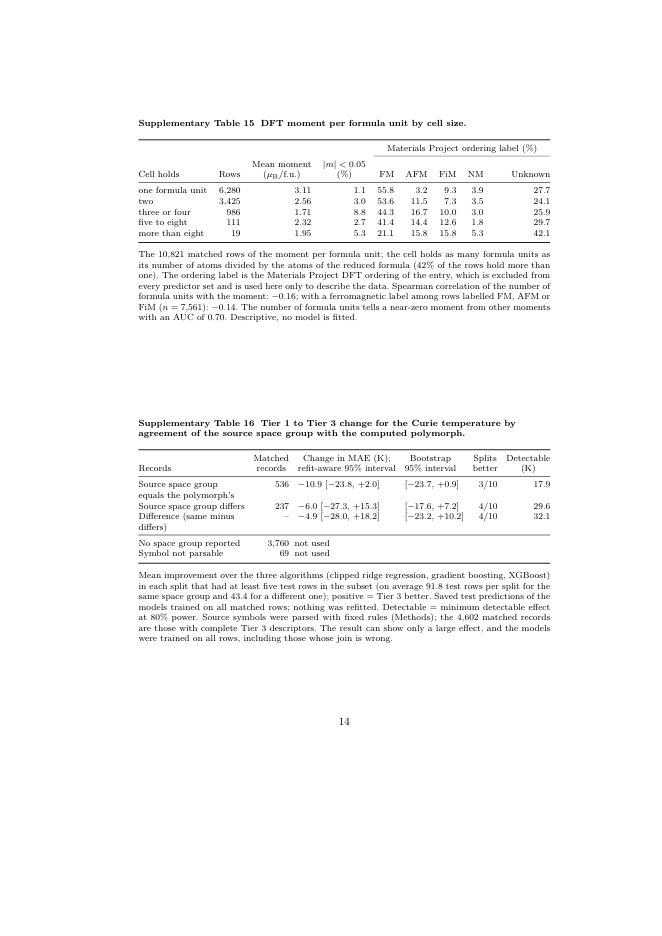 Supplementary Table 15 DFT moment per formula unit by cell size.
Materials Project ordering label (%)
Mean moment |m| < 0.05
Cell holds Rows (μB/f.u.) (%) FM AFM FiM NM Unknown
one formula unit 6,280 3.11 1.1 55.8 3.2 9.3 3.9 27.7
two 3,425 2.56 3.0 53.6 11.5 7.3 3.5 24.1
three or four 986 1.71 8.8 44.3 16.7 10.0 3.0 25.9
five to eight 111 2.32 2.7 41.4 14.4 12.6 1.8 29.7
more than eight 19 1.95 5.3 21.1 15.8 15.8 5.3 42.1
The 10,821 matched rows of the moment per formula unit; the cell holds as many formula units as
its number of atoms divided by the atoms of the reduced formula (42% of the rows hold more than
one). The ordering label is the Materials Project DFT ordering of the entry, which is excluded from
every predictor set and is used here only to describe the data. Spearman correlation of the number of
formula units with the moment: −0.16; with a ferromagnetic label among rows labelled FM, AFM or
FiM (n = 7,561): −0.14. The number of formula units tells a near-zero moment from other moments
with an AUC of 0.70. Descriptive, no model is fitted.
Supplementary Table 16 Tier 1 to Tier 3 change for the Curie temperature by
agreement of the source space group with the computed polymorph.
Matched Change in MAE (K); Bootstrap Splits Detectable
Records records refit-aware 95% interval 95% interval better (K)
Source space group 536 −10.9 [−23.8, +2.0] [−23.7, +0.9] 3/10 17.9
equals the polymorph's
Source space group differs 237 −6.0 [−27.3, +15.3] [−17.6, +7.2] 4/10 29.6
Difference (same minus – −4.9 [−28.0, +18.2] [−23.2, +10.2] 4/10 32.1
differs)
No space group reported 3,760 not used
Symbol not parsable 69 not used
Mean improvement over the three algorithms (clipped ridge regression, gradient boosting, XGBoost)
in each split that had at least five test rows in the subset (on average 91.8 test rows per split for the
same space group and 43.4 for a different one); positive = Tier 3 better. Saved test predictions of the
models trained on all matched rows; nothing was refitted. Detectable = minimum detectable effect
at 80% power. Source symbols were parsed with fixed rules (Methods); the 4,602 matched records
are those with complete Tier 3 descriptors. The result can show only a large effect, and the models
were trained on all rows, including those whose join is wrong.
14